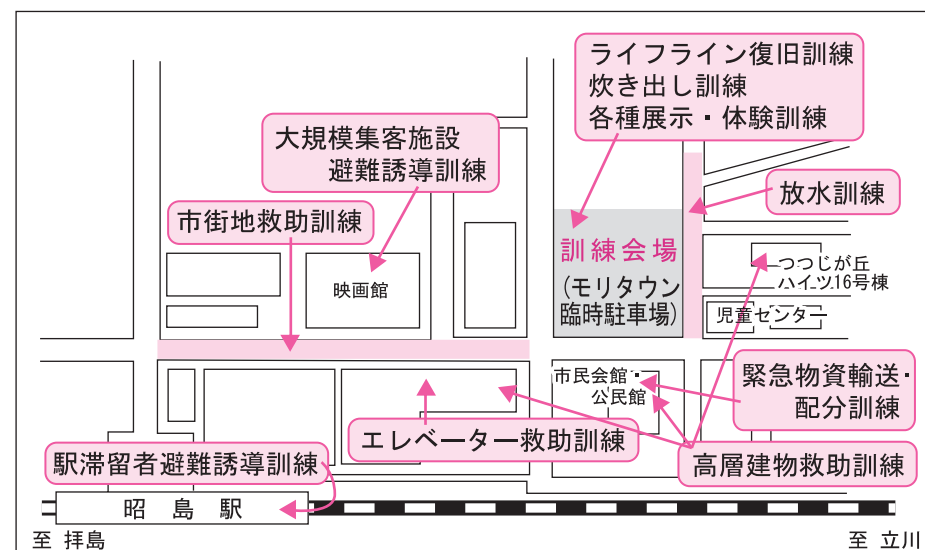 ライフライン復旧訓練
炊き出し訓練
各種展示・体験訓練
大規模集客施設
避難誘導訓練
放水訓練
市街地救助訓練
訓練会場
(モリタウン
臨時駐車場)
つつじが丘
ハイツ16号棟
映画館
児童センター
市民会館・
公民館
緊急物資輸送・
配分訓練
エレベーター救助訓練
高層建物救助訓練
駅滞留者避難誘導訓練
昭島駅
至 拝島
至 立川